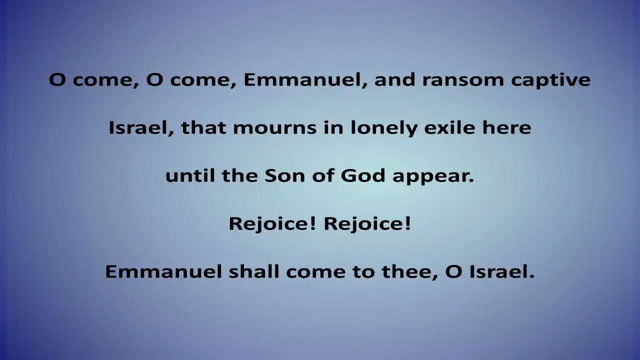 O come, O come, Emmanuel, and ransom captive
Israel, that mourns in lonely exile here
until the Son of God appear.
Rejoice! Rejoice!
Emmanuel shall come to thee, O Israel.